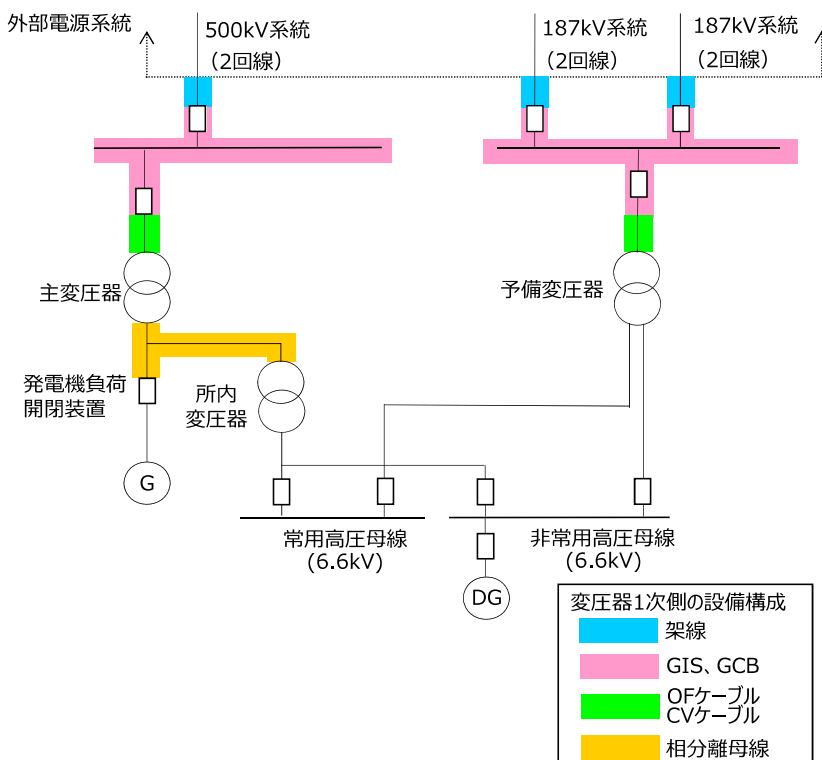 外部電源系統
500kV系統
(2回線)
187kV系統
(2回線)
187kV系統
(2回線)
主変圧器
予備変圧器
発電機負荷
開閉装置
所内
変圧器
G
常用高圧母線
(6.6kV)
非常用高圧母線
(6.6kV)
DG
変圧器1次側の設備構成
架線
GIS、GCB
OFケーブル
CVケーブル
相分離母線